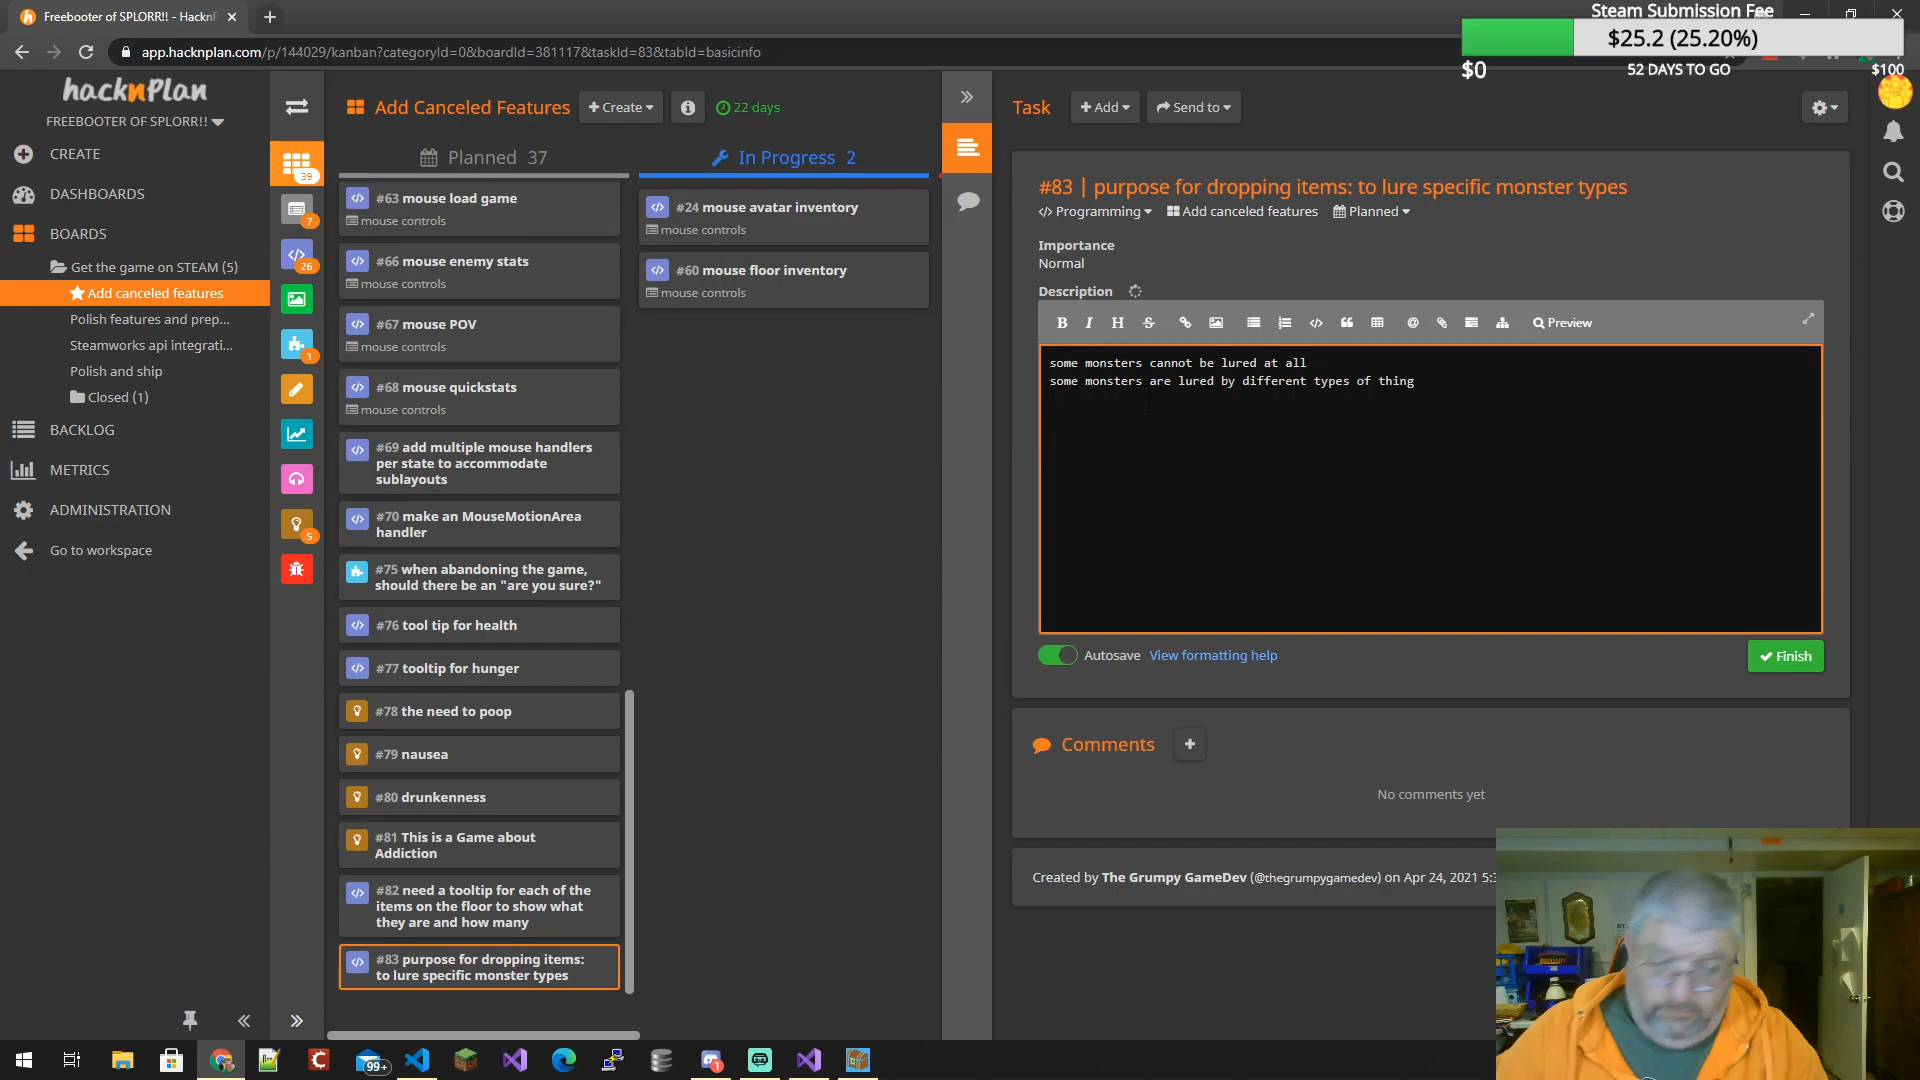 Freebooter of SPLORR!! - HacknP
app.hacknplan.com/p/144029/kanban?categoryId=0&boardId=381117&taskId=83&tabId=basicinfo
Steam Submission Fee
$25.2 (25.20%)
$0
52 DAYS TO GO
$100
hacknPlan
FREEBOOTER OF SPLORR!!
CREATE
DASHBOARDS
BOARDS
Get the game on STEAM (5)
Add canceled features
Polish features and prep...
Steamworks api integrati...
Polish and ship
Closed (1)
BACKLOG
METRICS
ADMINISTRATION
Go to workspace
39
7
26
1
5
Add Canceled Features
Create
22 days
Planned 37
#63 mouse load game
mouse controls
#66 mouse enemy stats
mouse controls
#67 mouse POV
mouse controls
#68 mouse quickstats
mouse controls
#69 add multiple mouse handlers
per state to accommodate
sublayouts
#70 make an MouseMotionArea
handler
#75 when abandoning the game,
should there be an "are you sure?"
#76 tool tip for health
#77 tooltip for hunger
#78 the need to poop
#79 nausea
#80 drunkenness
#81 This is a Game about
Addiction
#82 need a tooltip for each of the
items on the floor to show what
they are and how many
#83 purpose for dropping items:
to lure specific monster types
In Progress 2
#24 mouse avatar inventory
mouse controls
#60 mouse floor inventory
mouse controls
Task
Add
Send to
#83 | purpose for dropping items: to lure specific monster types
Programming
Add canceled features
Planned
Importance
Normal
Description
B I H S
Preview
some monsters cannot be lured at all
some monsters are lured by different types of thing
Autosave
View formatting help
Finish
Comments
No comments yet
Created by The Grumpy GameDev (@thegrumpygamedev) on Apr 24, 2021 5:3
99+
1